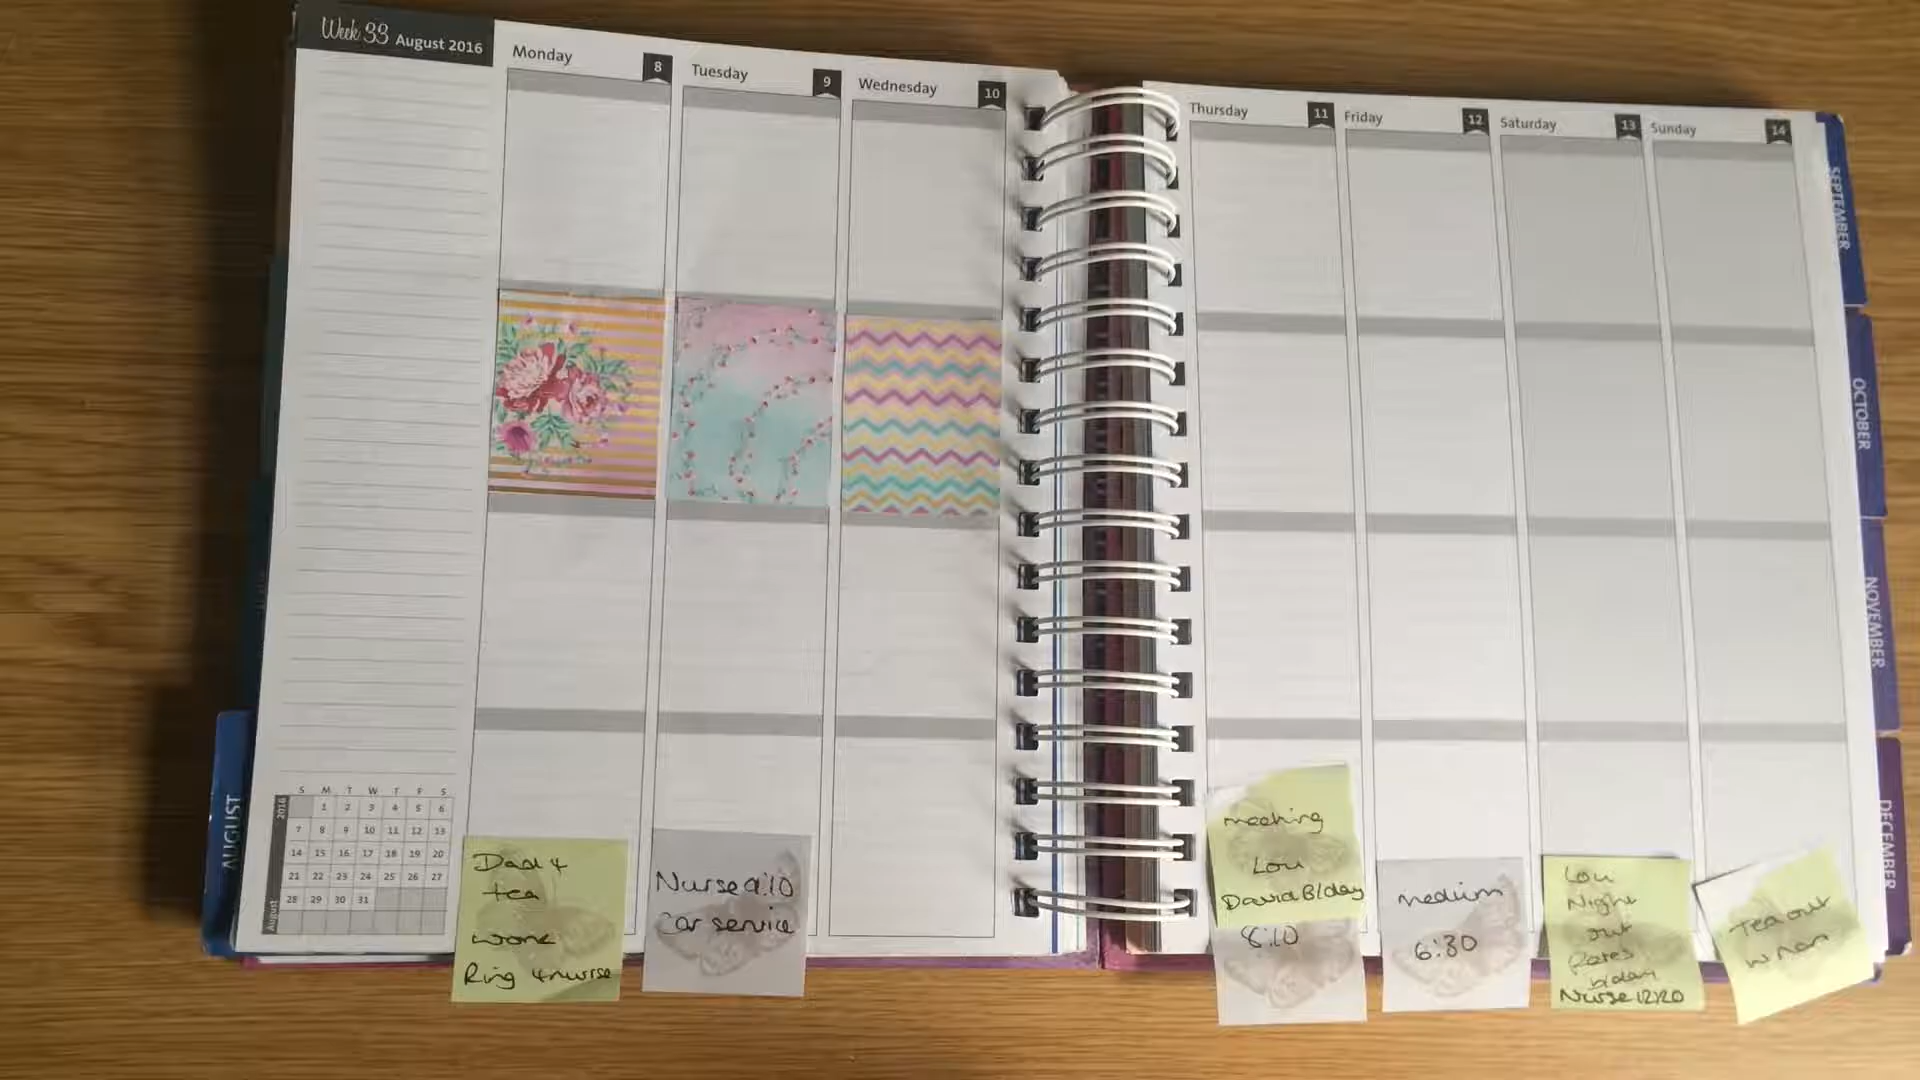 Week 33 August 2016
Monday 8
Tuesday 9
Wednesday 10
Thursday 11
Friday 12
Saturday 13
Sunday 14
SEPTEMBER
OCTOBER
NOVEMBER
DECEMBER
AUGUST
2016
August
S M T W T F S
1 2 3 4 5 6
7 8 9 10 11 12 13
14 15 16 17 18 19 20
21 22 23 24 25 26 27
28 29 30 31
Dad 4
tea
work
Ring 4 nurse
Nurse 9:10
Car service
meeting
Lou
David B/day
8:10
medium
6:30
Lou
Night
out
b/day
Nurse 12:20
Tea out
w nan